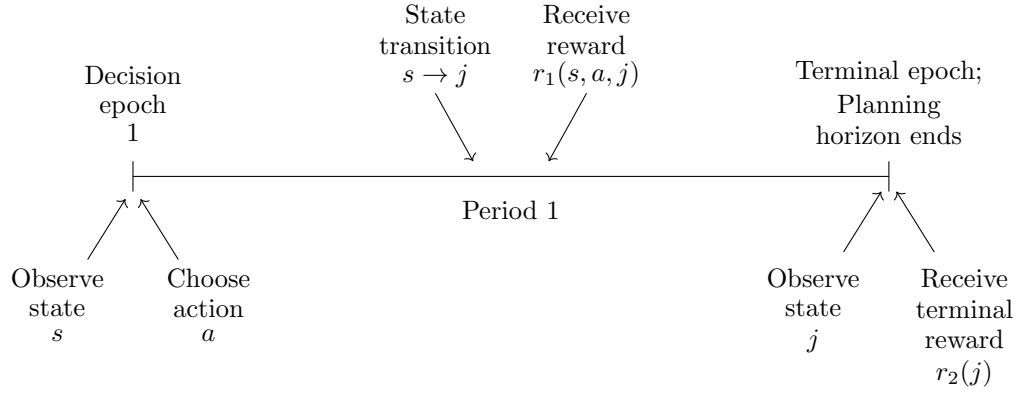 State
transition
s → j
Receive
reward
r₁(s, a, j)
Decision
epoch
1
Terminal epoch;
Planning
horizon ends
Period 1
Observe
state
s
Choose
action
a
Observe
state
j
Receive
terminal
reward
r₂(j)